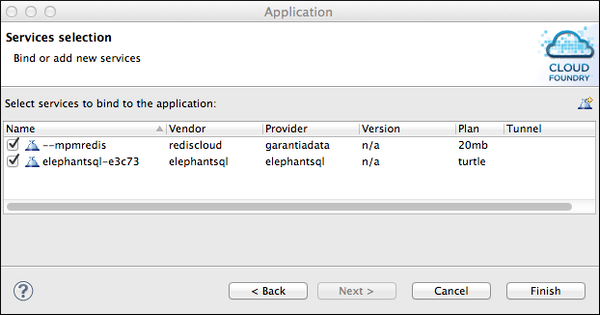 Application
Services selection
Bind or add new services
CLOUD
FOUNDRY
Select services to bind to the application:
Name Vendor Provider Version Plan Tunnel
--mpmredis rediscloud garantiadata n/a 20mb
elephantsql-e3c73 elephantsql elephantsql n/a turtle
? < Back Next > Cancel Finish